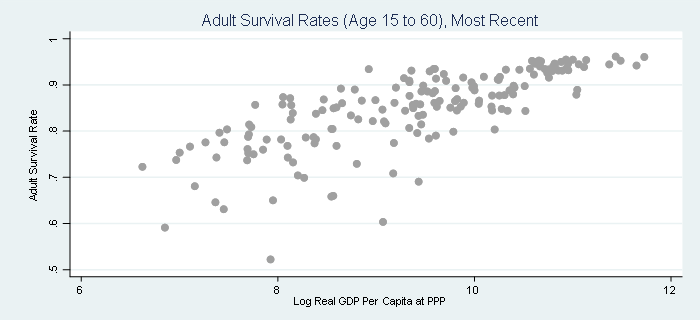 Adult Survival Rates (Age 15 to 60), Most Recent
Adult Survival Rate
1
.9
.8
.7
.6
.5
6 8 10 12
Log Real GDP Per Capita at PPP